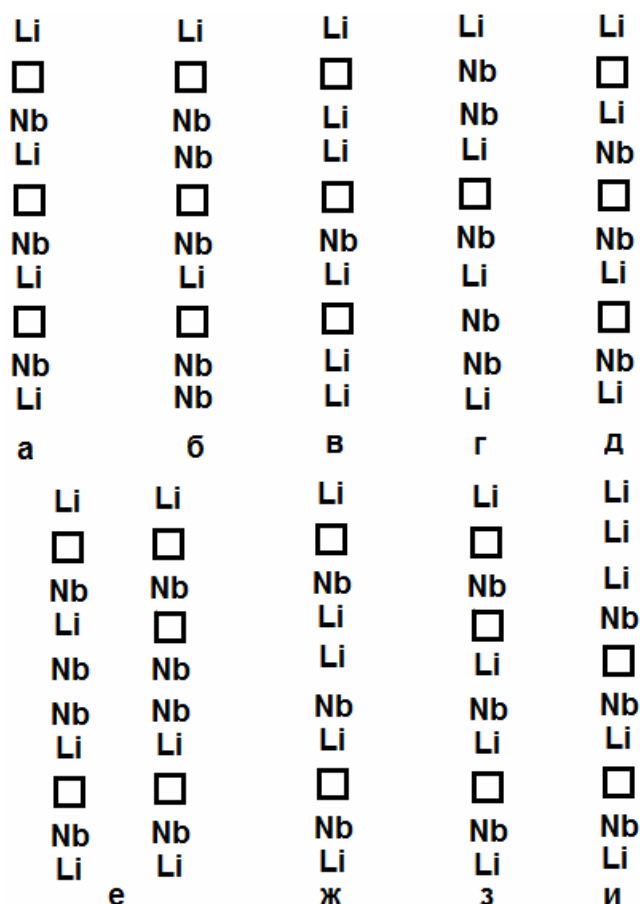 Li Li Li Li Li
□ □ □ Nb □
Nb Nb Li Nb Li
Li Nb Li Li Nb
□ □ □ □ □
Nb Nb Nb Nb Nb
Li Li Li Li Li
□ □ □ Nb □
Nb Nb Li Nb Nb
Li Nb Li Li Li
а б в г д
Li Li Li Li Li
□ □ □ □ Li
Nb Nb Nb Nb Li
Li □ Li □ Nb
Nb Nb Li Li □
Nb Nb Nb Nb Nb
Li Li Li Li Li
□ □ □ □ □
Nb Nb Nb Nb Nb
Li Li Li Li Li
е ж з и